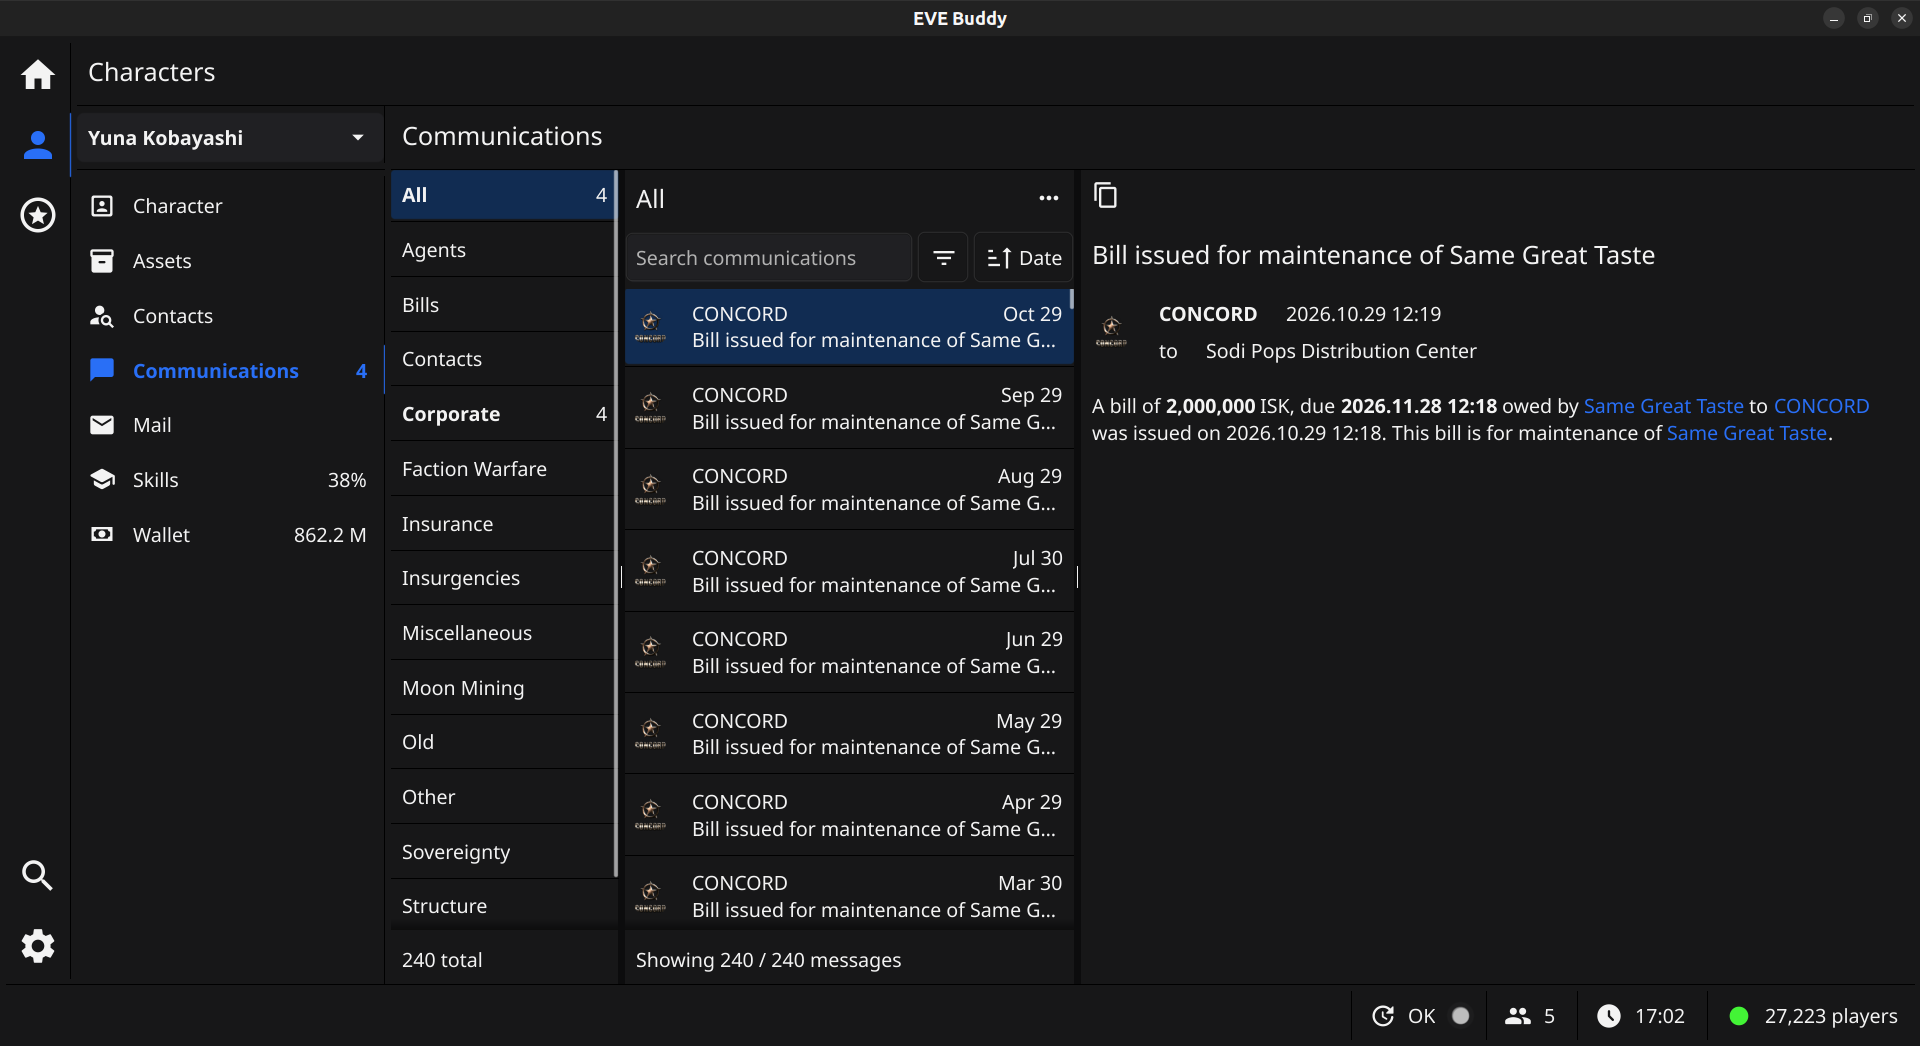 EVE Buddy
Characters
Yuna Kobayashi
Character
Assets
Contacts
Communications 4
Mail
Skills 38%
Wallet 862.2 M
Communications
All 4
Agents
Bills
Contacts
Corporate 4
Faction Warfare
Insurance
Insurgencies
Miscellaneous
Moon Mining
Old
Other
Sovereignty
Structure
240 total
All
Search communications
Date
CONCORD Oct 29
Bill issued for maintenance of Same G...
CONCORD Sep 29
Bill issued for maintenance of Same G...
CONCORD Aug 29
Bill issued for maintenance of Same G...
CONCORD Jul 30
Bill issued for maintenance of Same G...
CONCORD Jun 29
Bill issued for maintenance of Same G...
CONCORD May 29
Bill issued for maintenance of Same G...
CONCORD Apr 29
Bill issued for maintenance of Same G...
CONCORD Mar 30
Bill issued for maintenance of Same G...
Showing 240 / 240 messages
Bill issued for maintenance of Same Great Taste
CONCORD
CONCORD 2026.10.29 12:19
to Sodi Pops Distribution Center
A bill of 2,000,000 ISK, due 2026.11.28 12:18 owed by Same Great Taste to CONCORD
was issued on 2026.10.29 12:18. This bill is for maintenance of Same Great Taste.
OK
5
17:02
27,223 players